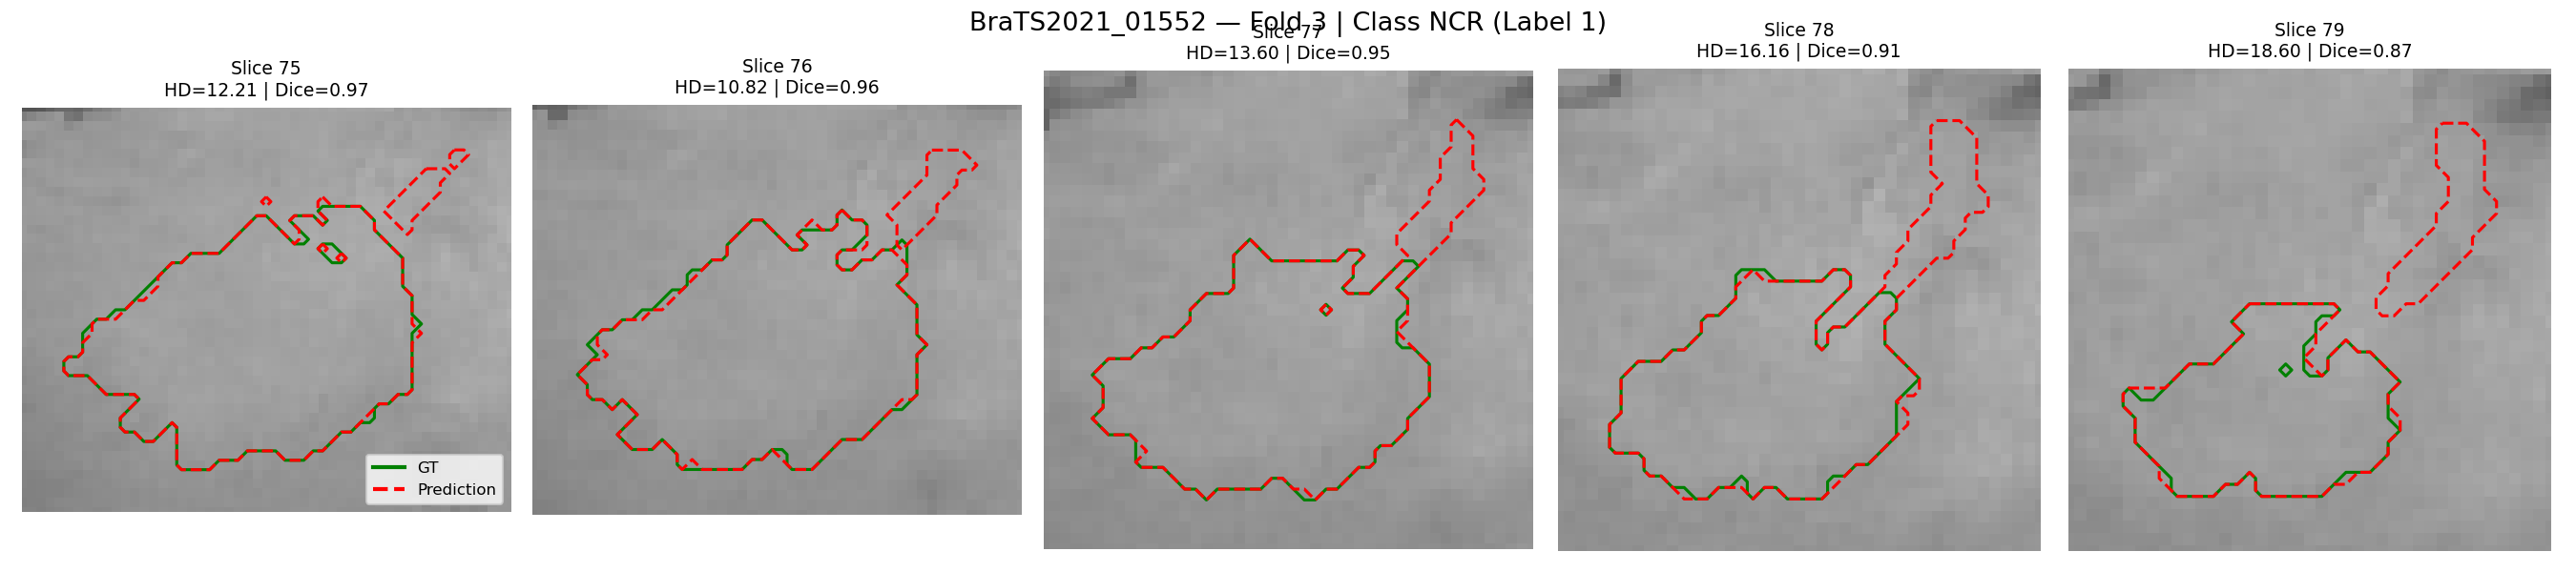 BraTS2021_01552 — Fold 3 | Class NCR (Label 1)
Slice 75
HD=12.21 | Dice=0.97
Slice 76
HD=10.82 | Dice=0.96
Slice 77
HD=13.60 | Dice=0.95
Slice 78
HD=16.16 | Dice=0.91
Slice 79
HD=18.60 | Dice=0.87
GT
Prediction